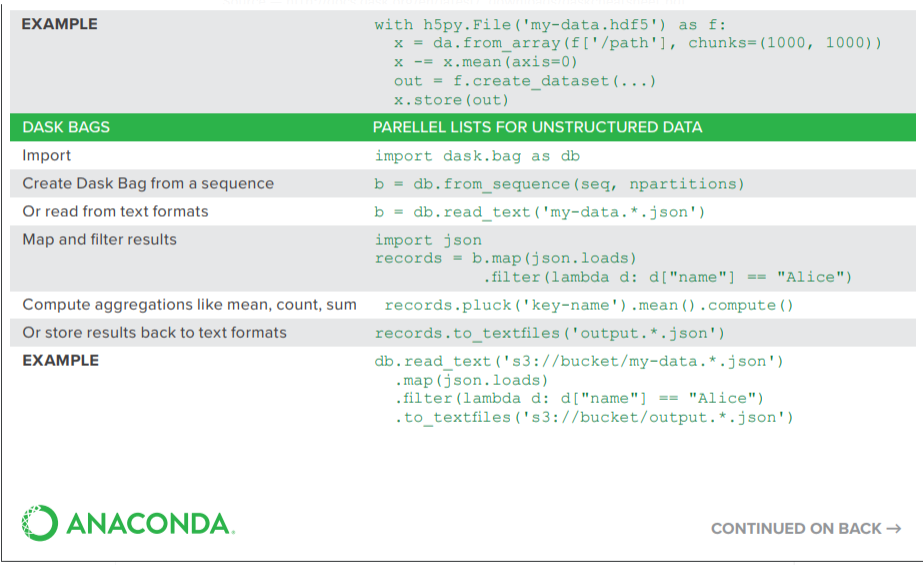 EXAMPLE
with h5py.File('my-data.hdf5') as f:
x = da.from_array(f['/path'], chunks=(1000, 1000))
x -= x.mean(axis=0)
out = f.create_dataset(...)
x.store(out)
DASK BAGS PARELLEL LISTS FOR UNSTRUCTURED DATA
Import import dask.bag as db
Create Dask Bag from a sequence b = db.from_sequence(seq, npartitions)
Or read from text formats b = db.read_text('my-data.*.json')
Map and filter results import json
records = b.map(json.loads)
.filter(lambda d: d["name"] == "Alice")
Compute aggregations like mean, count, sum records.pluck('key-name').mean().compute()
Or store results back to text formats records.to_textfiles('output.*.json')
EXAMPLE db.read_text('s3://bucket/my-data.*.json')
.map(json.loads)
.filter(lambda d: d["name"] == "Alice")
.to_textfiles('s3://bucket/output.*.json')
ANACONDA.
CONTINUED ON BACK →